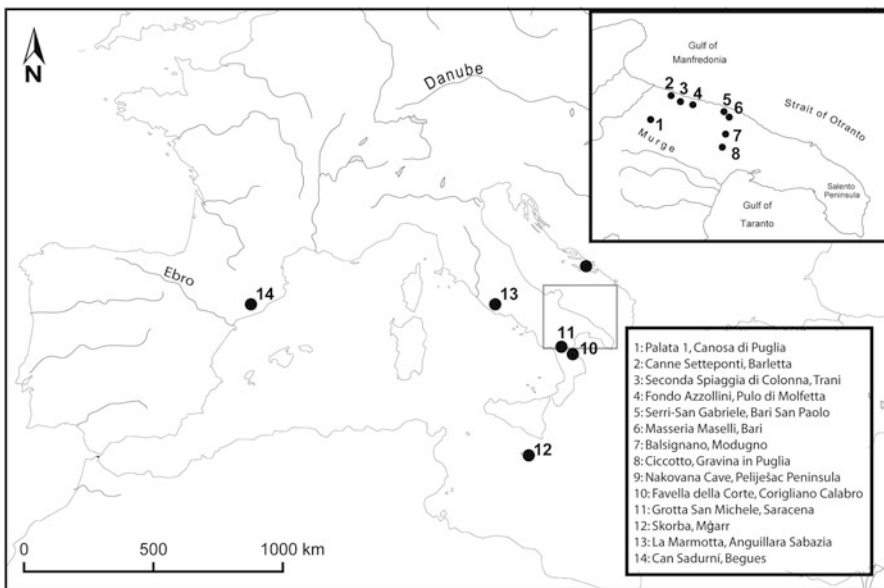 N
Danube
Ebro
14
13
11
10
12
0 500 1000 km
Gulf of
Manfredonia
2 3 4 5
6
1
7
8
Murge
Strait of Otranto
Salento
Peninsula
Gulf of
Taranto
1: Palata 1, Canosa di Puglia
2: Canne Setteponti, Barletta
3: Seconda Spiaggia di Colonna, Trani
4: Fondo Azzollini, Pulo di Molfetta
5: Serri-San Gabriele, Bari San Paolo
6: Masseria Maselli, Bari
7: Balsignano, Modugno
8: Ciccotto, Gravina in Puglia
9: Nakovana Cave, Peliješac Peninsula
10: Favella della Corte, Corigliano Calabro
11: Grotta San Michele, Saracena
12: Skorba, Mġarr
13: La Marmotta, Anguillara Sabazia
14: Can Sadurní, Begues